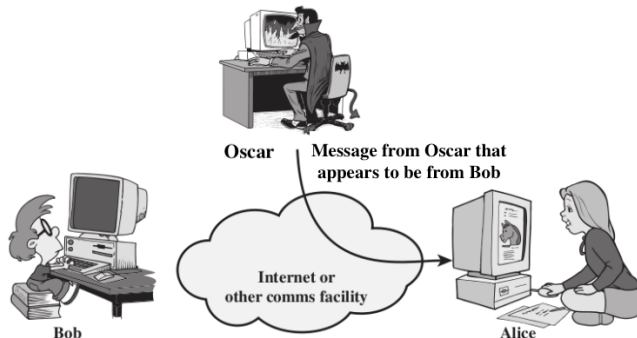 Oscar
Message from Oscar that
appears to be from Bob
Internet or
other comms facility
Bob
Alice